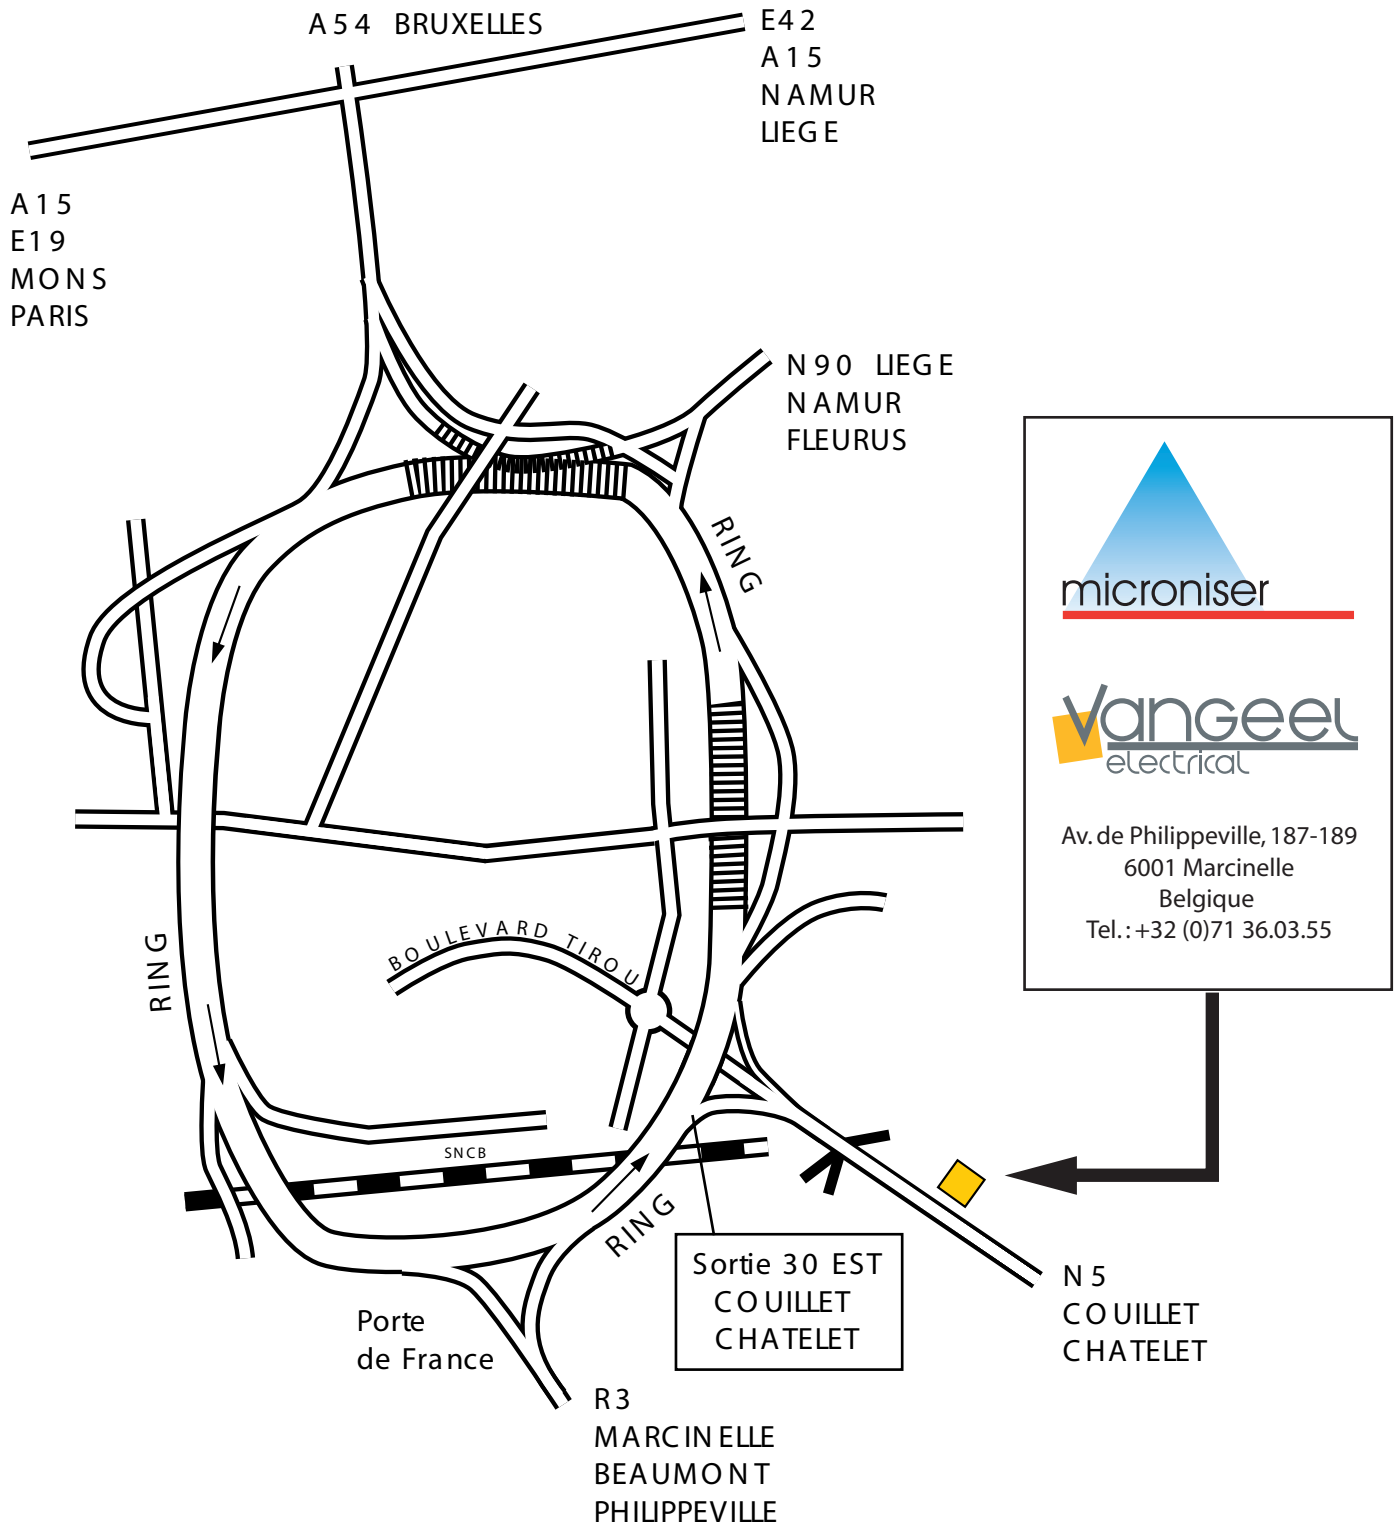 A54 BRUXELLES
E42
A15
NAMUR
LIEGE
A15
E19
MONS
PARIS
N90 LIEGE
NAMUR
FLEURUS
RING
microniser
vangeel
electrical
Av. de Philippeville, 187-189
6001 Marcinelle
Belgique
Tel.: +32 (0)71 36.03.55
BOULEVARD TIROU
RING
SNCB
RING
Sortie 30 EST
COUILLET
CHATELET
N5
COUILLET
CHATELET
Porte
de France
R3
MARCINELLE
BEAUMONT
PHILIPPEVILLE